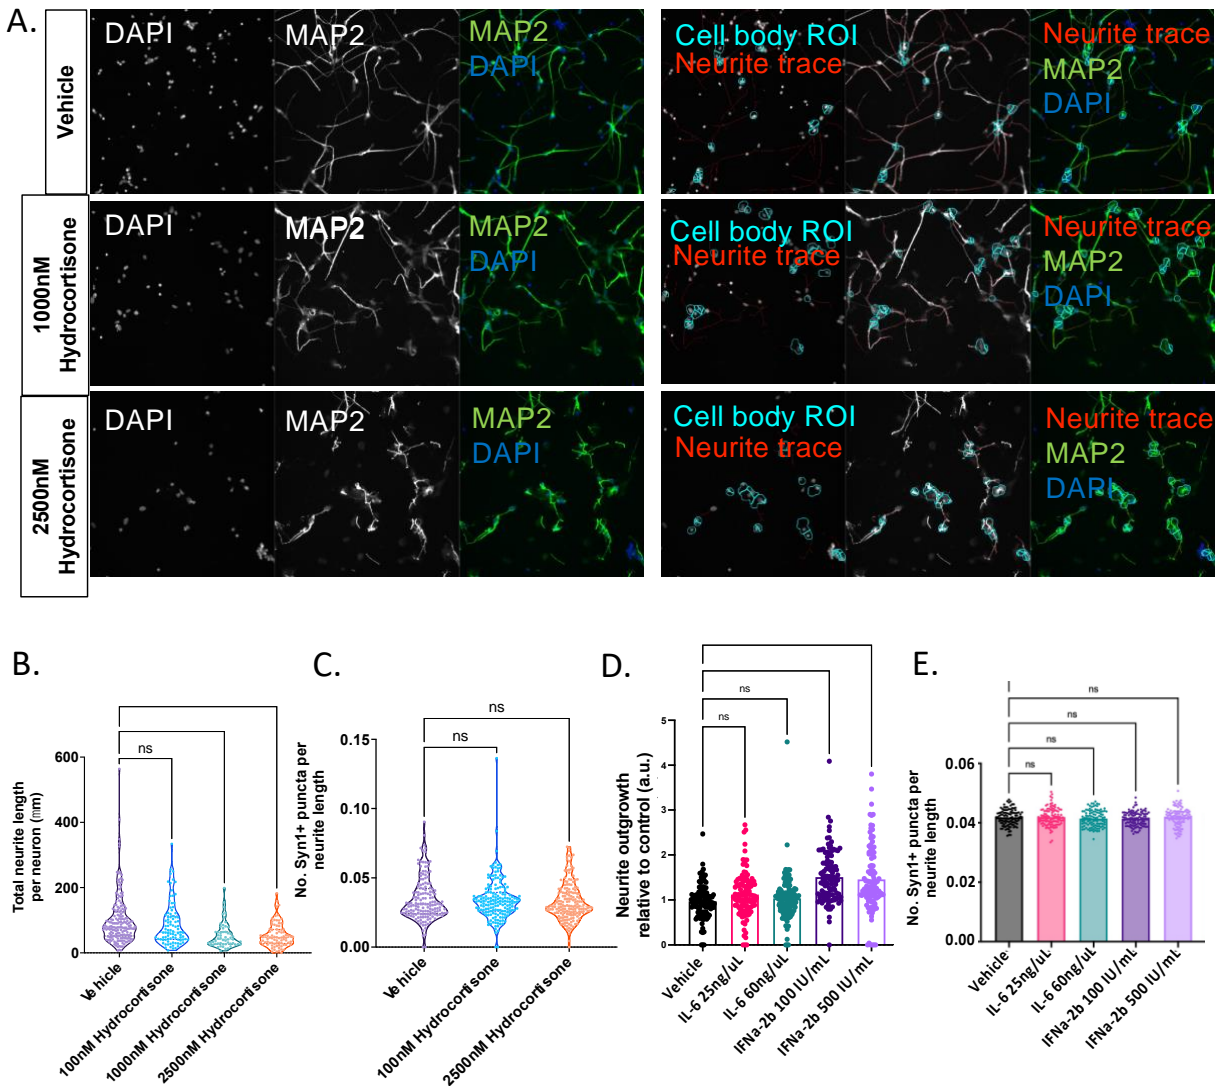 A.
Vehicle
DAPI
MAP2
MAP2
DAPI
Cell body ROI
Neurite trace
Neurite trace
MAP2
DAPI
1000nM
Hydrocortisone
DAPI
MAP2
MAP2
DAPI
Cell body ROI
Neurite trace
Neurite trace
MAP2
DAPI
2500nM
Hydrocortisone
DAPI
MAP2
MAP2
DAPI
Cell body ROI
Neurite trace
Neurite trace
MAP2
DAPI
B.
ns
Total neurite length
per neuron (mm)
600
400
200
0
Vehicle
100nM Hydrocortisone
1000nM Hydrocortisone
2500nM Hydrocortisone
C.
ns
ns
No. Syn1+ puncta per
neurite length
0.15
0.10
0.05
0.00
Vehicle
100nM Hydrocortisone
2500nM Hydrocortisone
D.
ns
ns
Neurite outgrowth
relative to control (a.u.)
5
4
3
2
1
0
Vehicle
IL-6 25ng/uL
IL-6 60ng/uL
IFNa-2b 100 IU/mL
IFNa-2b 500 IU/mL
E.
ns
ns
ns
ns
No. Syn1+ puncta per
neurite length
0.06
0.04
0.02
0.00
Vehicle
IL-6 25ng/uL
IL-6 60ng/uL
IFNa-2b 100 IU/mL
IFNa-2b 500 IU/mL